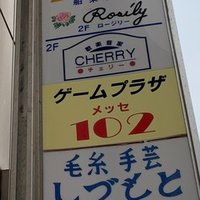 Rosily
2F ロージリー
2F
CHERRY
チェリー
ゲームプラザ
メッセ
102
毛糸 手芸
しづもと